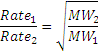 Rate₁/Rate₂ = √(MW₂/MW₁)